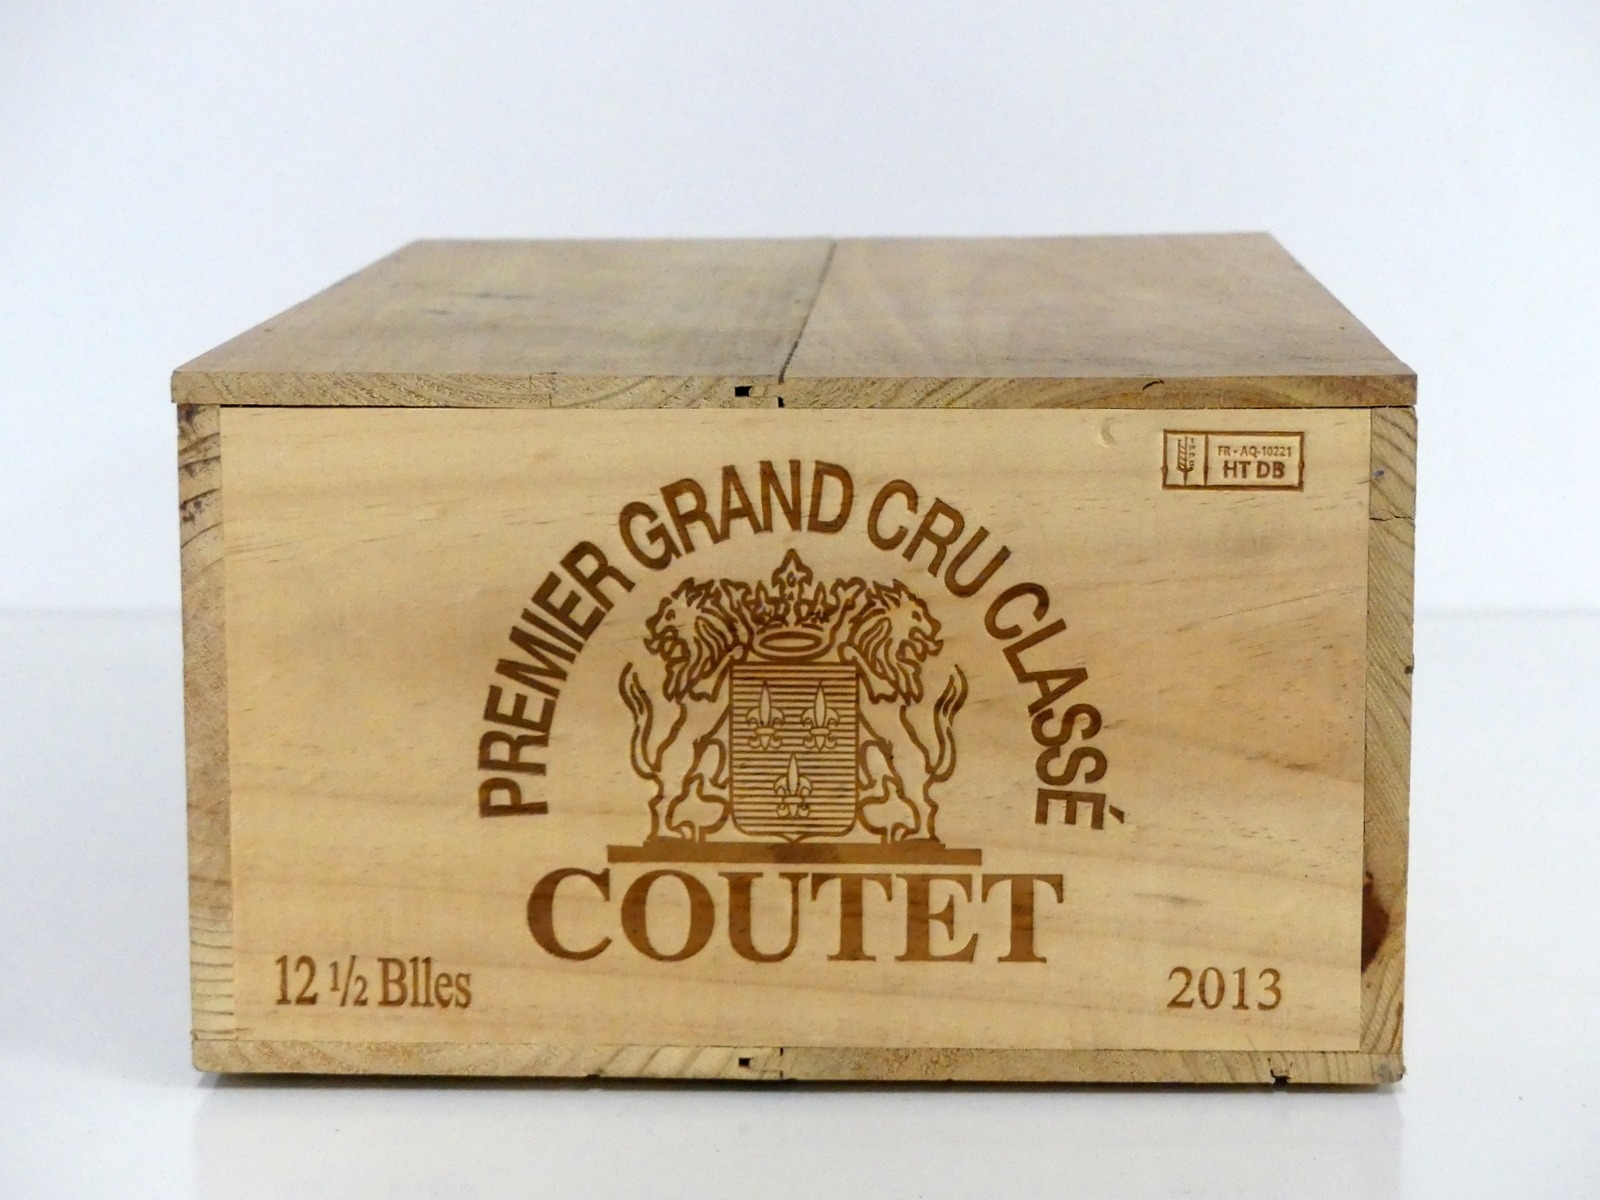 FR - AQ-10221
HT DB
PREMIER GRAND CRU CLASSÉ
COUTET
12 1/2 Blles
2013